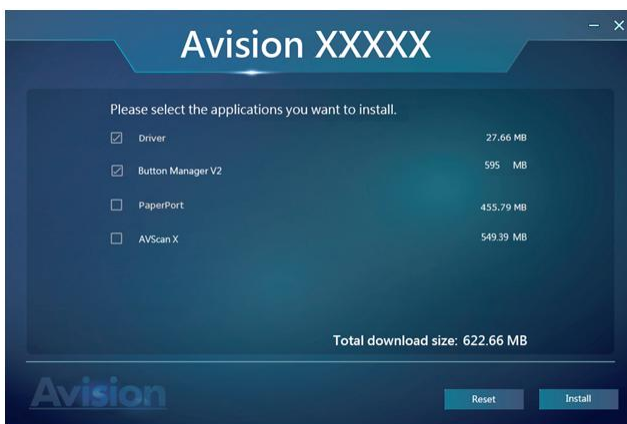 Avision XXXXX
Please select the applications you want to install.
Driver 27.66 MB
Button Manager V2 595 MB
PaperPort 455.79 MB
AVScan X 549.39 MB
Total download size: 622.66 MB
Avision
Reset Install